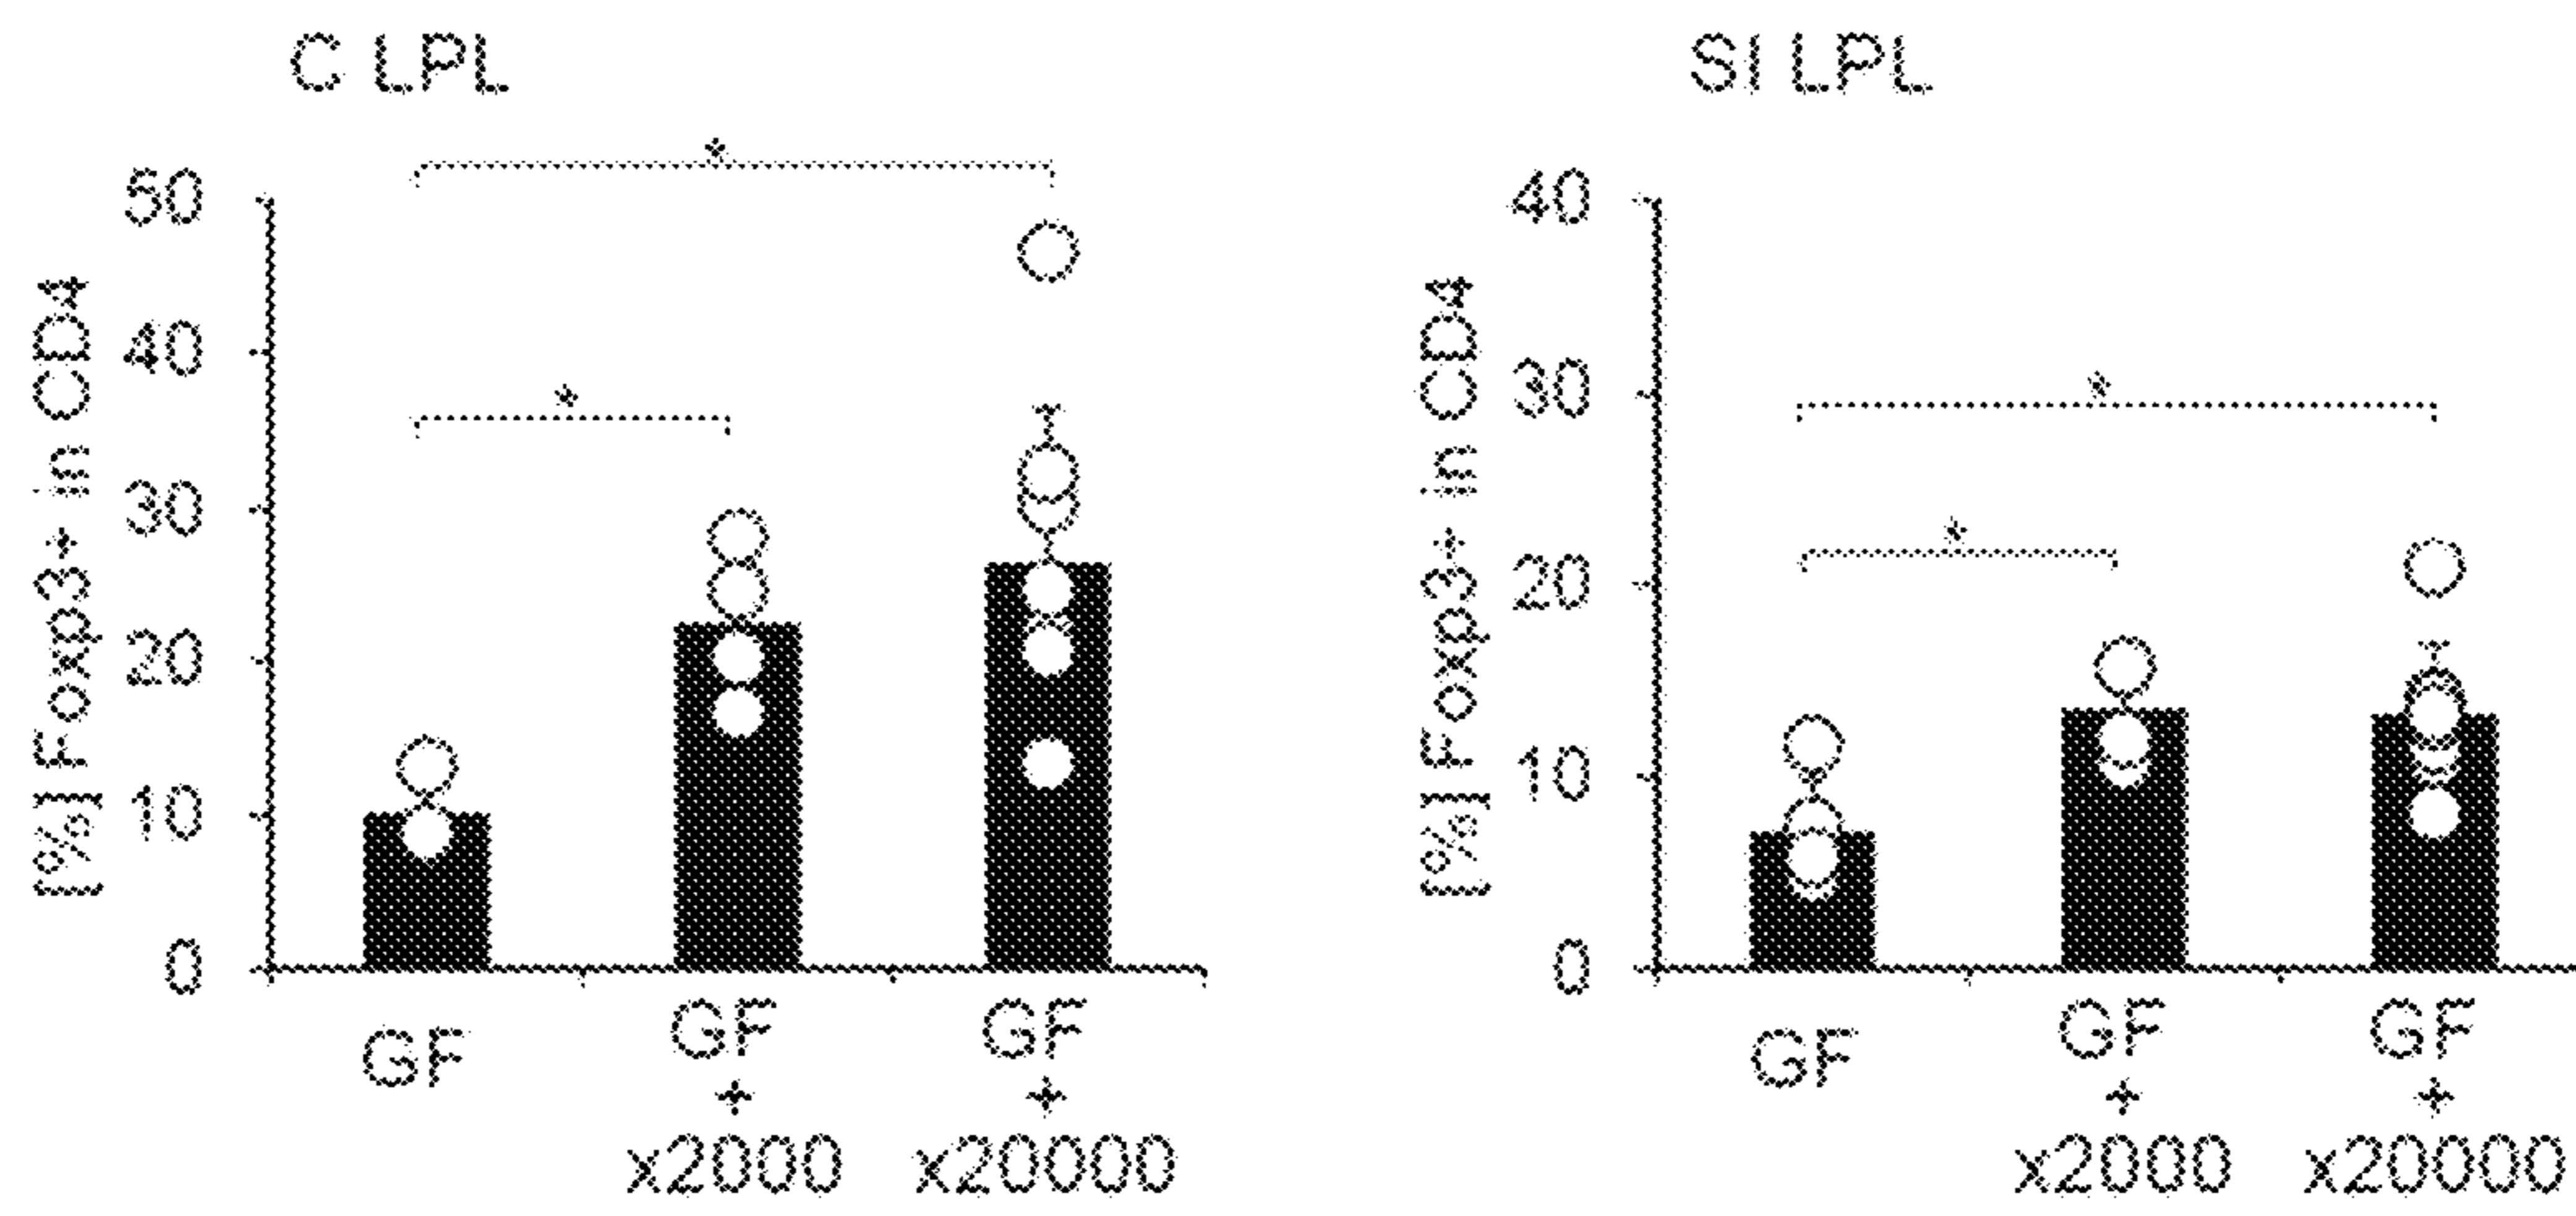 C LPL
[%] Foxp3+ in CD4
50
40
30
20
10
0
*
*
GF
GF
+
x2000
GF
+
x20000
SI LPL
[%] Foxp3+ in CD4
40
30
20
10
0
*
*
GF
GF
+
x2000
GF
+
x20000